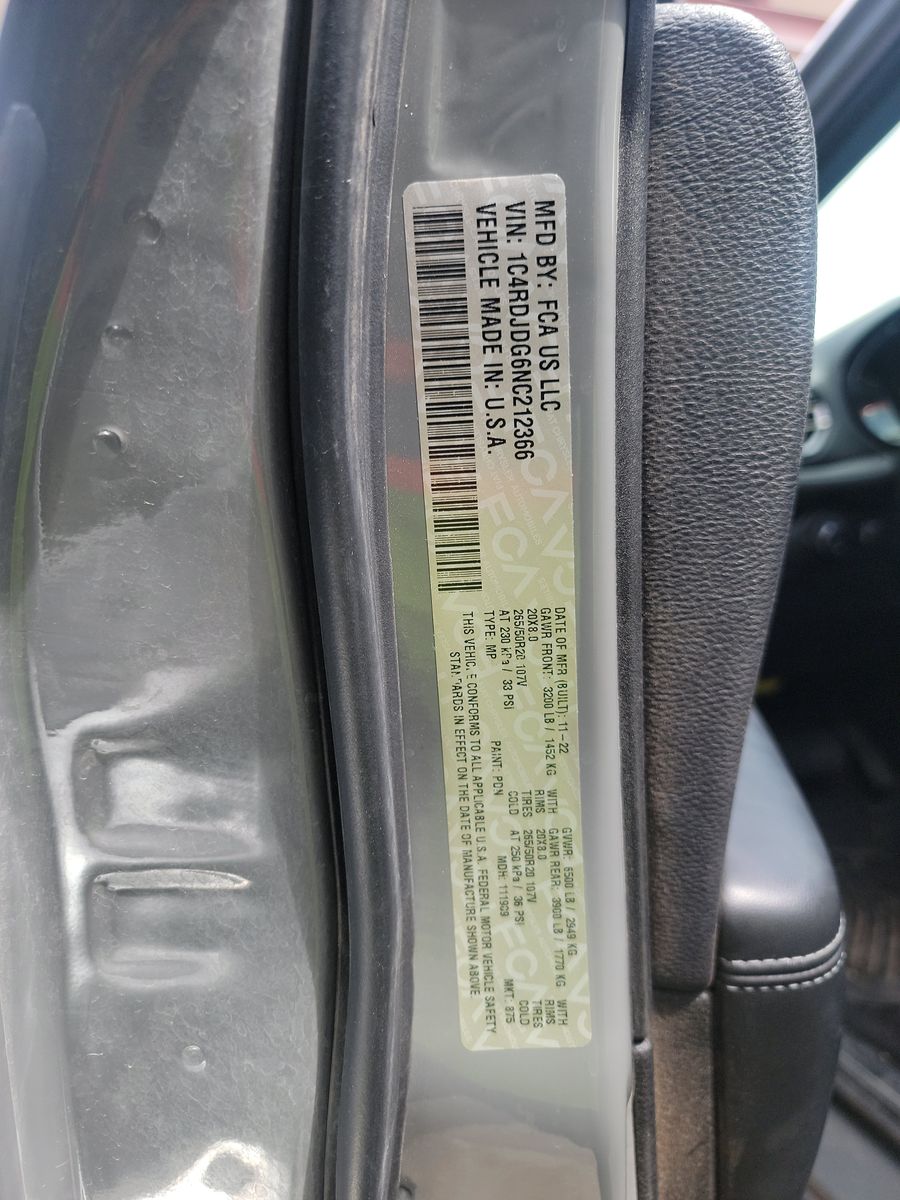 MFD BY: FCA US LLC
VIN: 1C4RDJDG6NC212366
VEHICLE MADE IN: U.S.A.
DATE OF MFR (BUILT): 11-22 GVWR: 6500 LB / 2949 KG
GAWR FRONT: 3200 LB / 1452 KG WITH GAWR REAR: 3900 LB / 1770 KG WITH
20X8.0 RIMS 20X8.0 RIMS
265/50R20 107V TIRES 265/50R20 107V TIRES
AT 230 kPa / 33 PSI COLD AT 250 kPa / 36 PSI COLD
TYPE: MP PAINT: PDN MDH: 111909 MKT: 875
THIS VEHICLE CONFORMS TO ALL APPLICABLE U.S.A. FEDERAL MOTOR VEHICLE SAFETY
STANDARDS IN EFFECT ON THE DATE OF MANUFACTURE SHOWN ABOVE